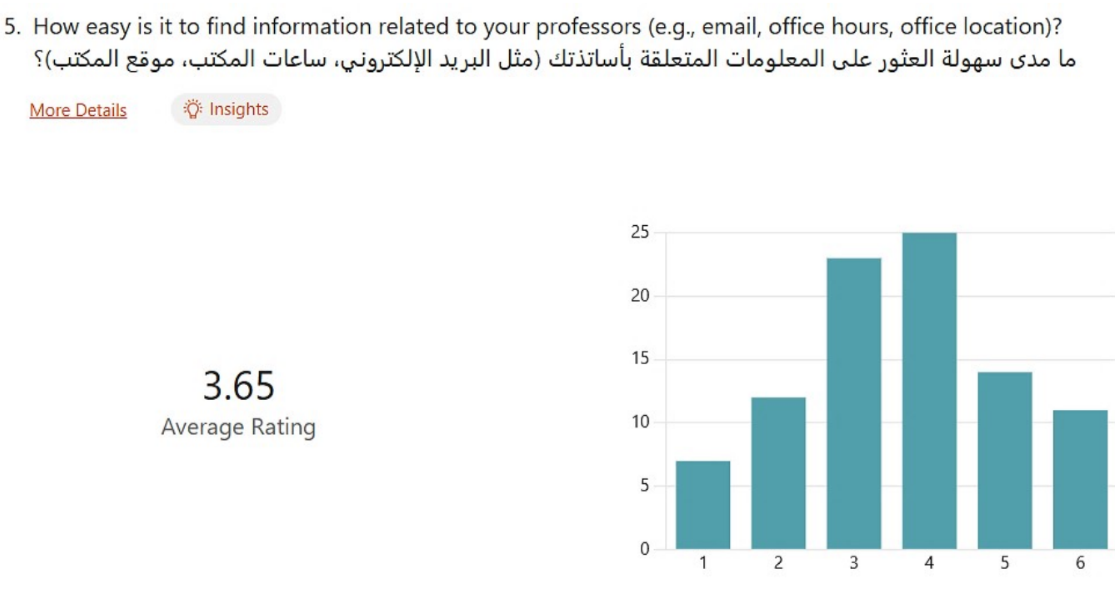 5. How easy is it to find information related to your professors (e.g., email, office hours, office location)?
ما مدى سهولة العثور على المعلومات المتعلقة بأساتذتك (مثل البريد الإلكتروني، ساعات المكتب، موقع المكتب)؟
More Details
Insights
3.65
Average Rating
25
20
15
10
5
0
1 2 3 4 5 6